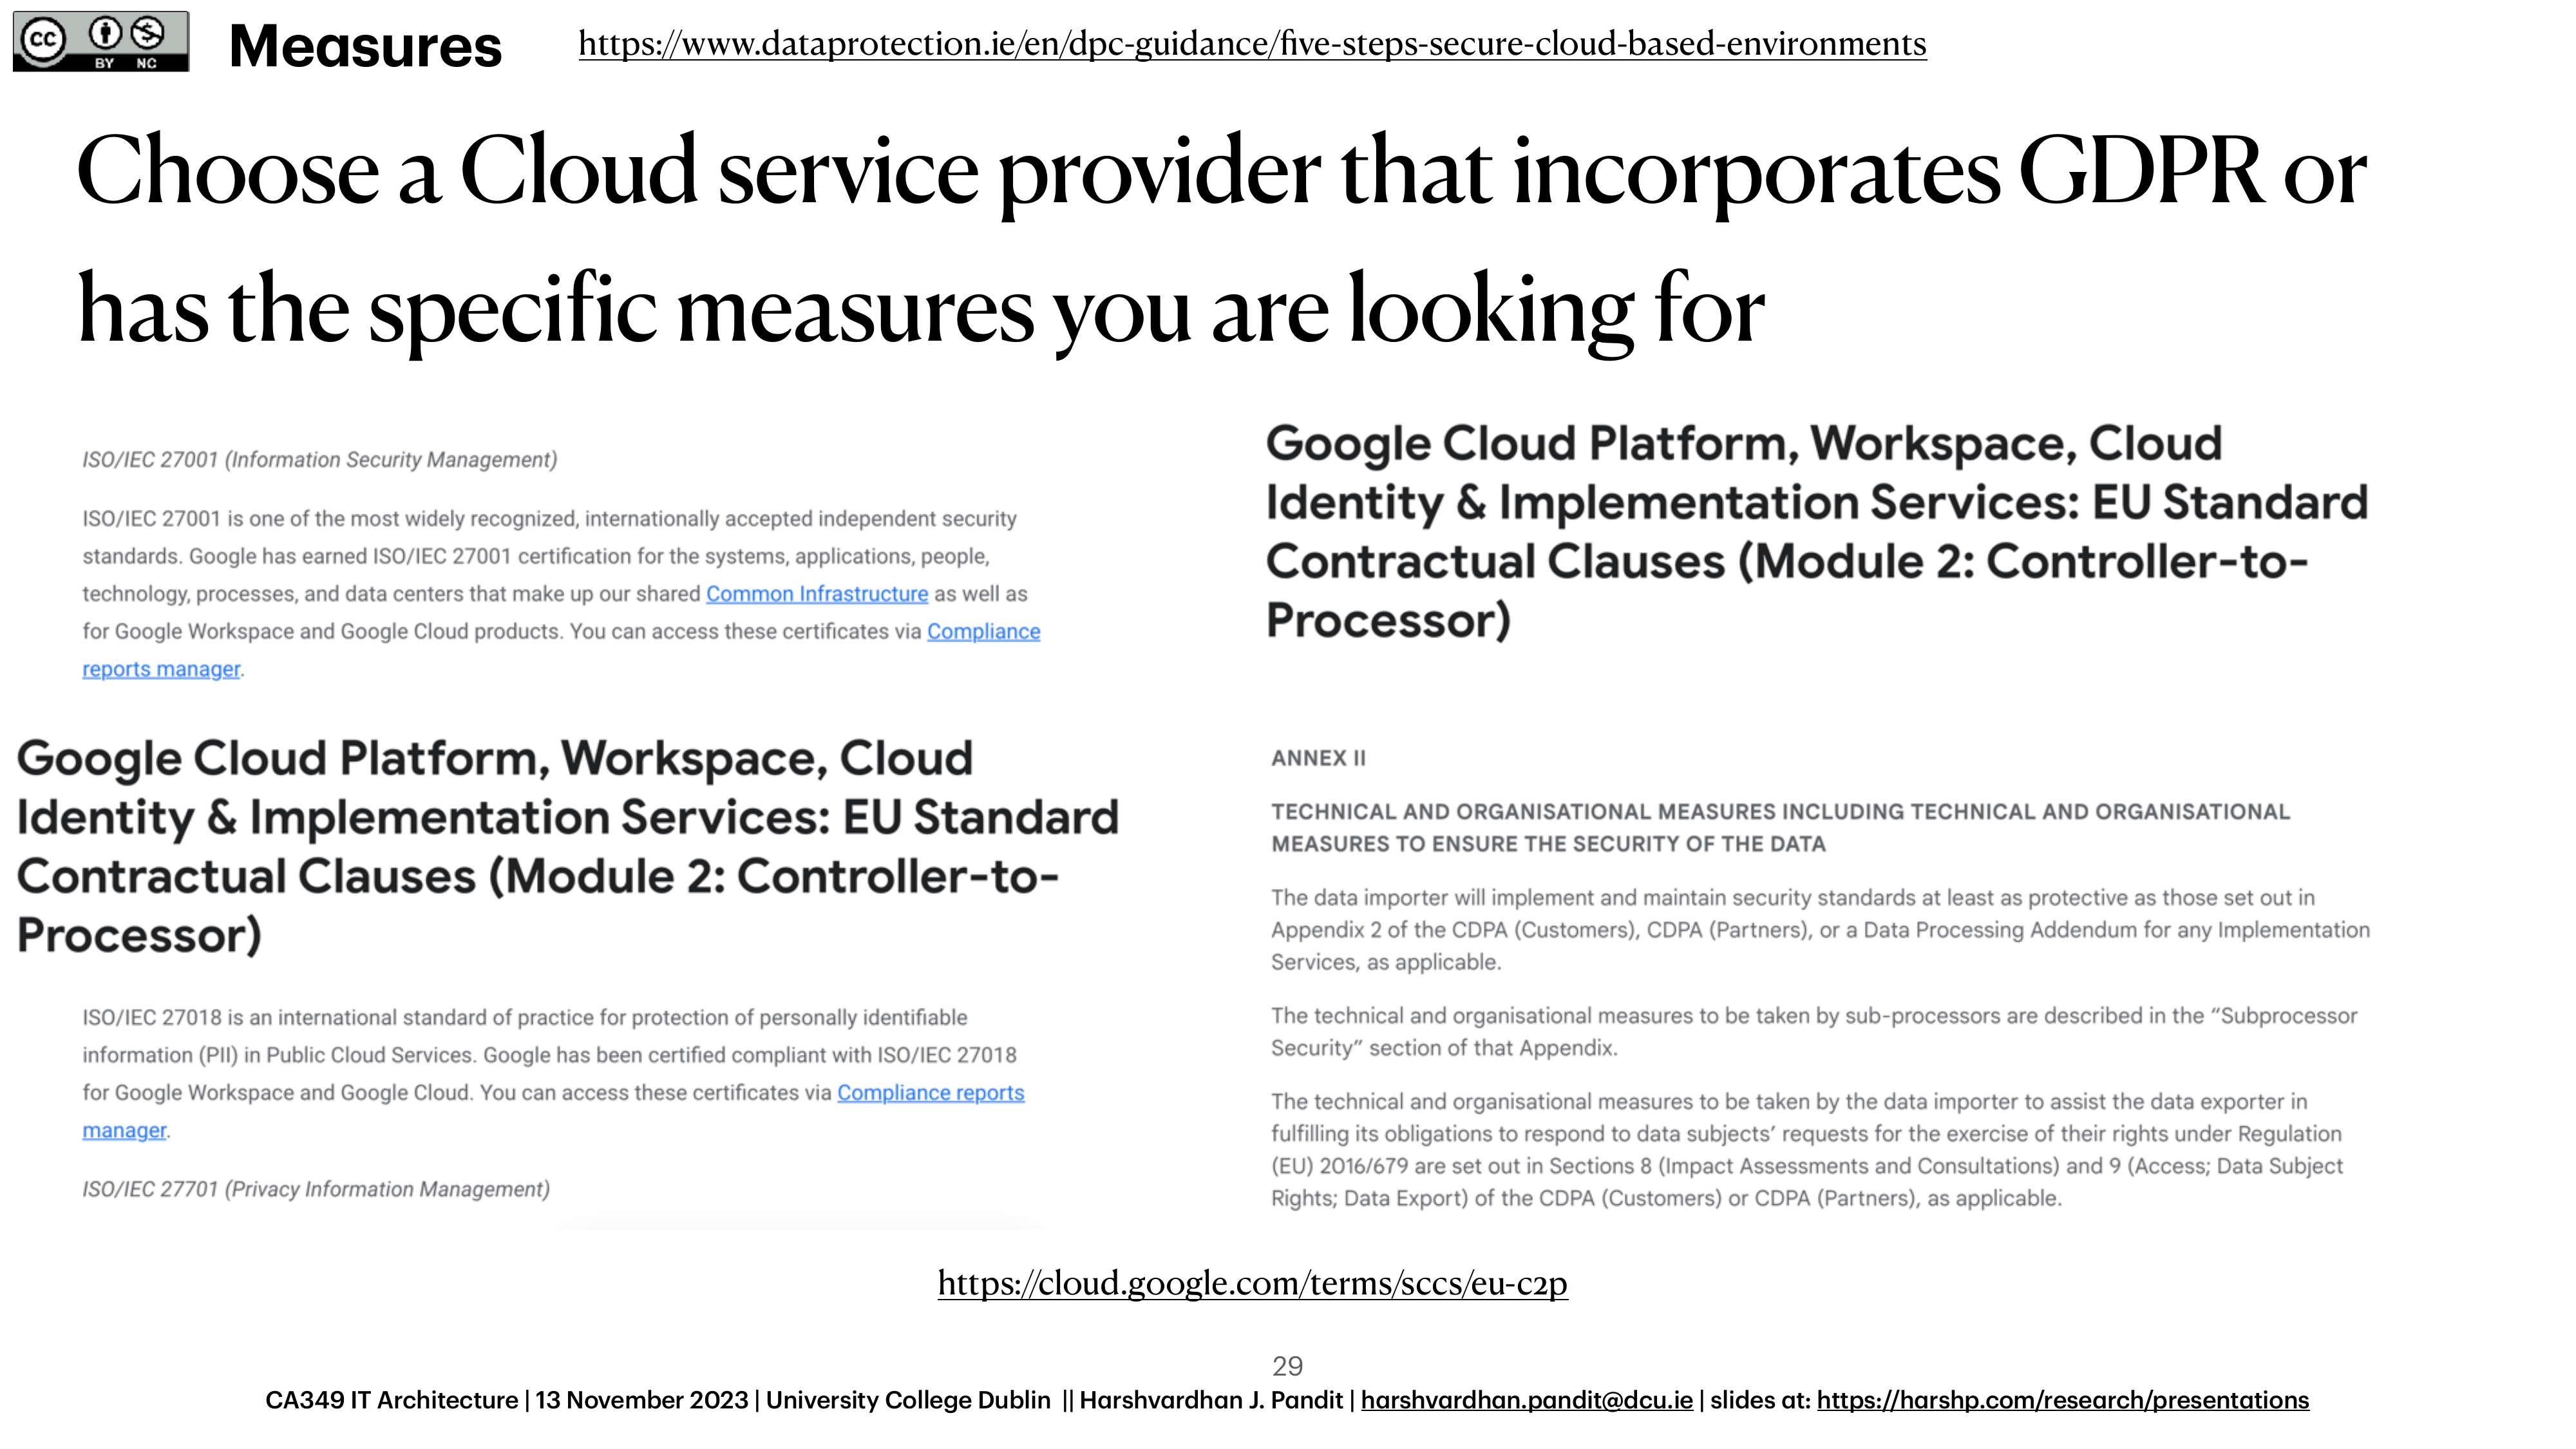 cc BY NC
Measures
https://www.dataprotection.ie/en/dpc-guidance/five-steps-secure-cloud-based-environments
Choose a Cloud service provider that incorporates GDPR or
has the specific measures you are looking for
ISO/IEC 27001 (Information Security Management)
ISO/IEC 27001 is one of the most widely recognized, internationally accepted independent security
standards. Google has earned ISO/IEC 27001 certification for the systems, applications, people,
technology, processes, and data centers that make up our shared Common Infrastructure as well as
for Google Workspace and Google Cloud products. You can access these certificates via Compliance
reports manager.
Google Cloud Platform, Workspace, Cloud
Identity & Implementation Services: EU Standard
Contractual Clauses (Module 2: Controller-to-
Processor)
ISO/IEC 27018 is an international standard of practice for protection of personally identifiable
information (PII) in Public Cloud Services. Google has been certified compliant with ISO/IEC 27018
for Google Workspace and Google Cloud. You can access these certificates via Compliance reports
manager.
ISO/IEC 27701 (Privacy Information Management)
Google Cloud Platform, Workspace, Cloud
Identity & Implementation Services: EU Standard
Contractual Clauses (Module 2: Controller-to-
Processor)
ANNEX II
TECHNICAL AND ORGANISATIONAL MEASURES INCLUDING TECHNICAL AND ORGANISATIONAL
MEASURES TO ENSURE THE SECURITY OF THE DATA
The data importer will implement and maintain security standards at least as protective as those set out in
Appendix 2 of the CDPA (Customers), CDPA (Partners), or a Data Processing Addendum for any Implementation
Services, as applicable.
The technical and organisational measures to be taken by sub-processors are described in the “Subprocessor
Security” section of that Appendix.
The technical and organisational measures to be taken by the data importer to assist the data exporter in
fulfilling its obligations to respond to data subjects’ requests for the exercise of their rights under Regulation
(EU) 2016/679 are set out in Sections 8 (Impact Assessments and Consultations) and 9 (Access; Data Subject
Rights; Data Export) of the CDPA (Customers) or CDPA (Partners), as applicable.
https://cloud.google.com/terms/sccs/eu-c2p
29
CA349 IT Architecture | 13 November 2023 | University College Dublin || Harshvardhan J. Pandit | harshvardhan.pandit@dcu.ie | slides at: https://harshp.com/research/presentations